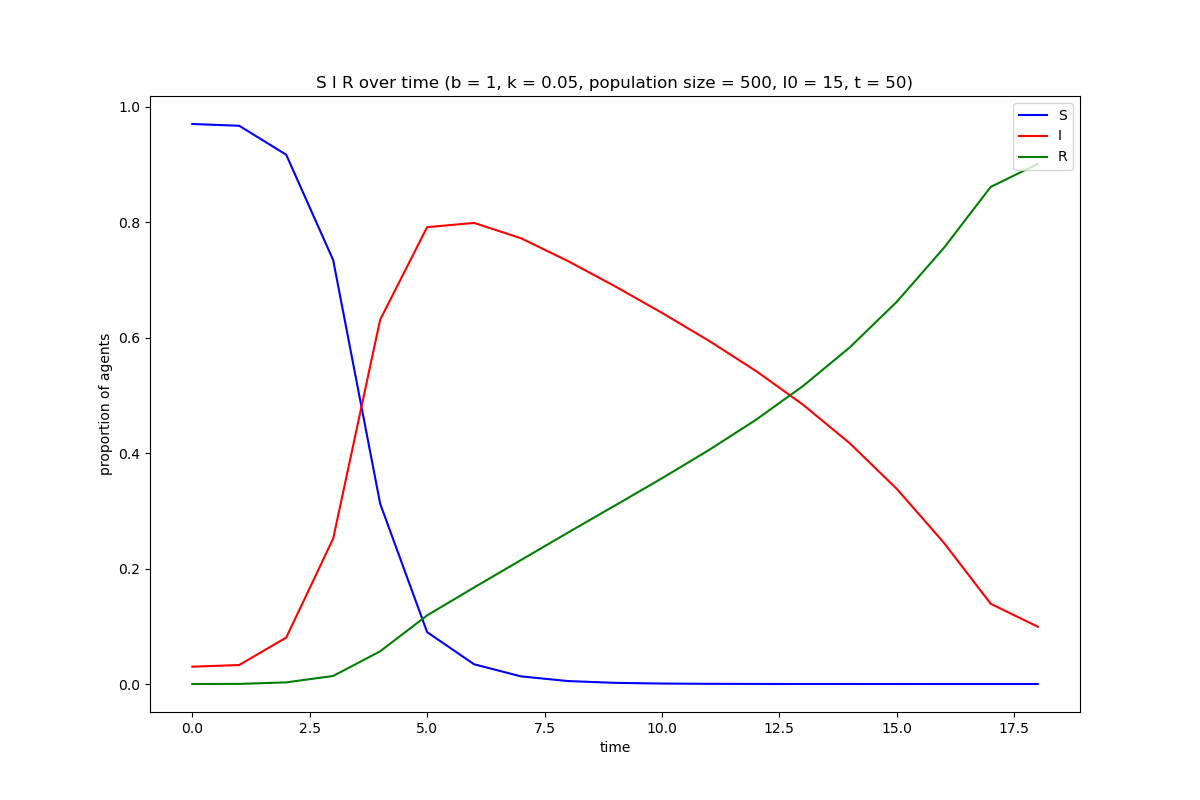 S I R over time (b = 1, k = 0.05, population size = 500, I0 = 15, t = 50)
S
I
R
1.0
0.8
0.6
0.4
0.2
0.0
proportion of agents
0.0 2.5 5.0 7.5 10.0 12.5 15.0 17.5
time